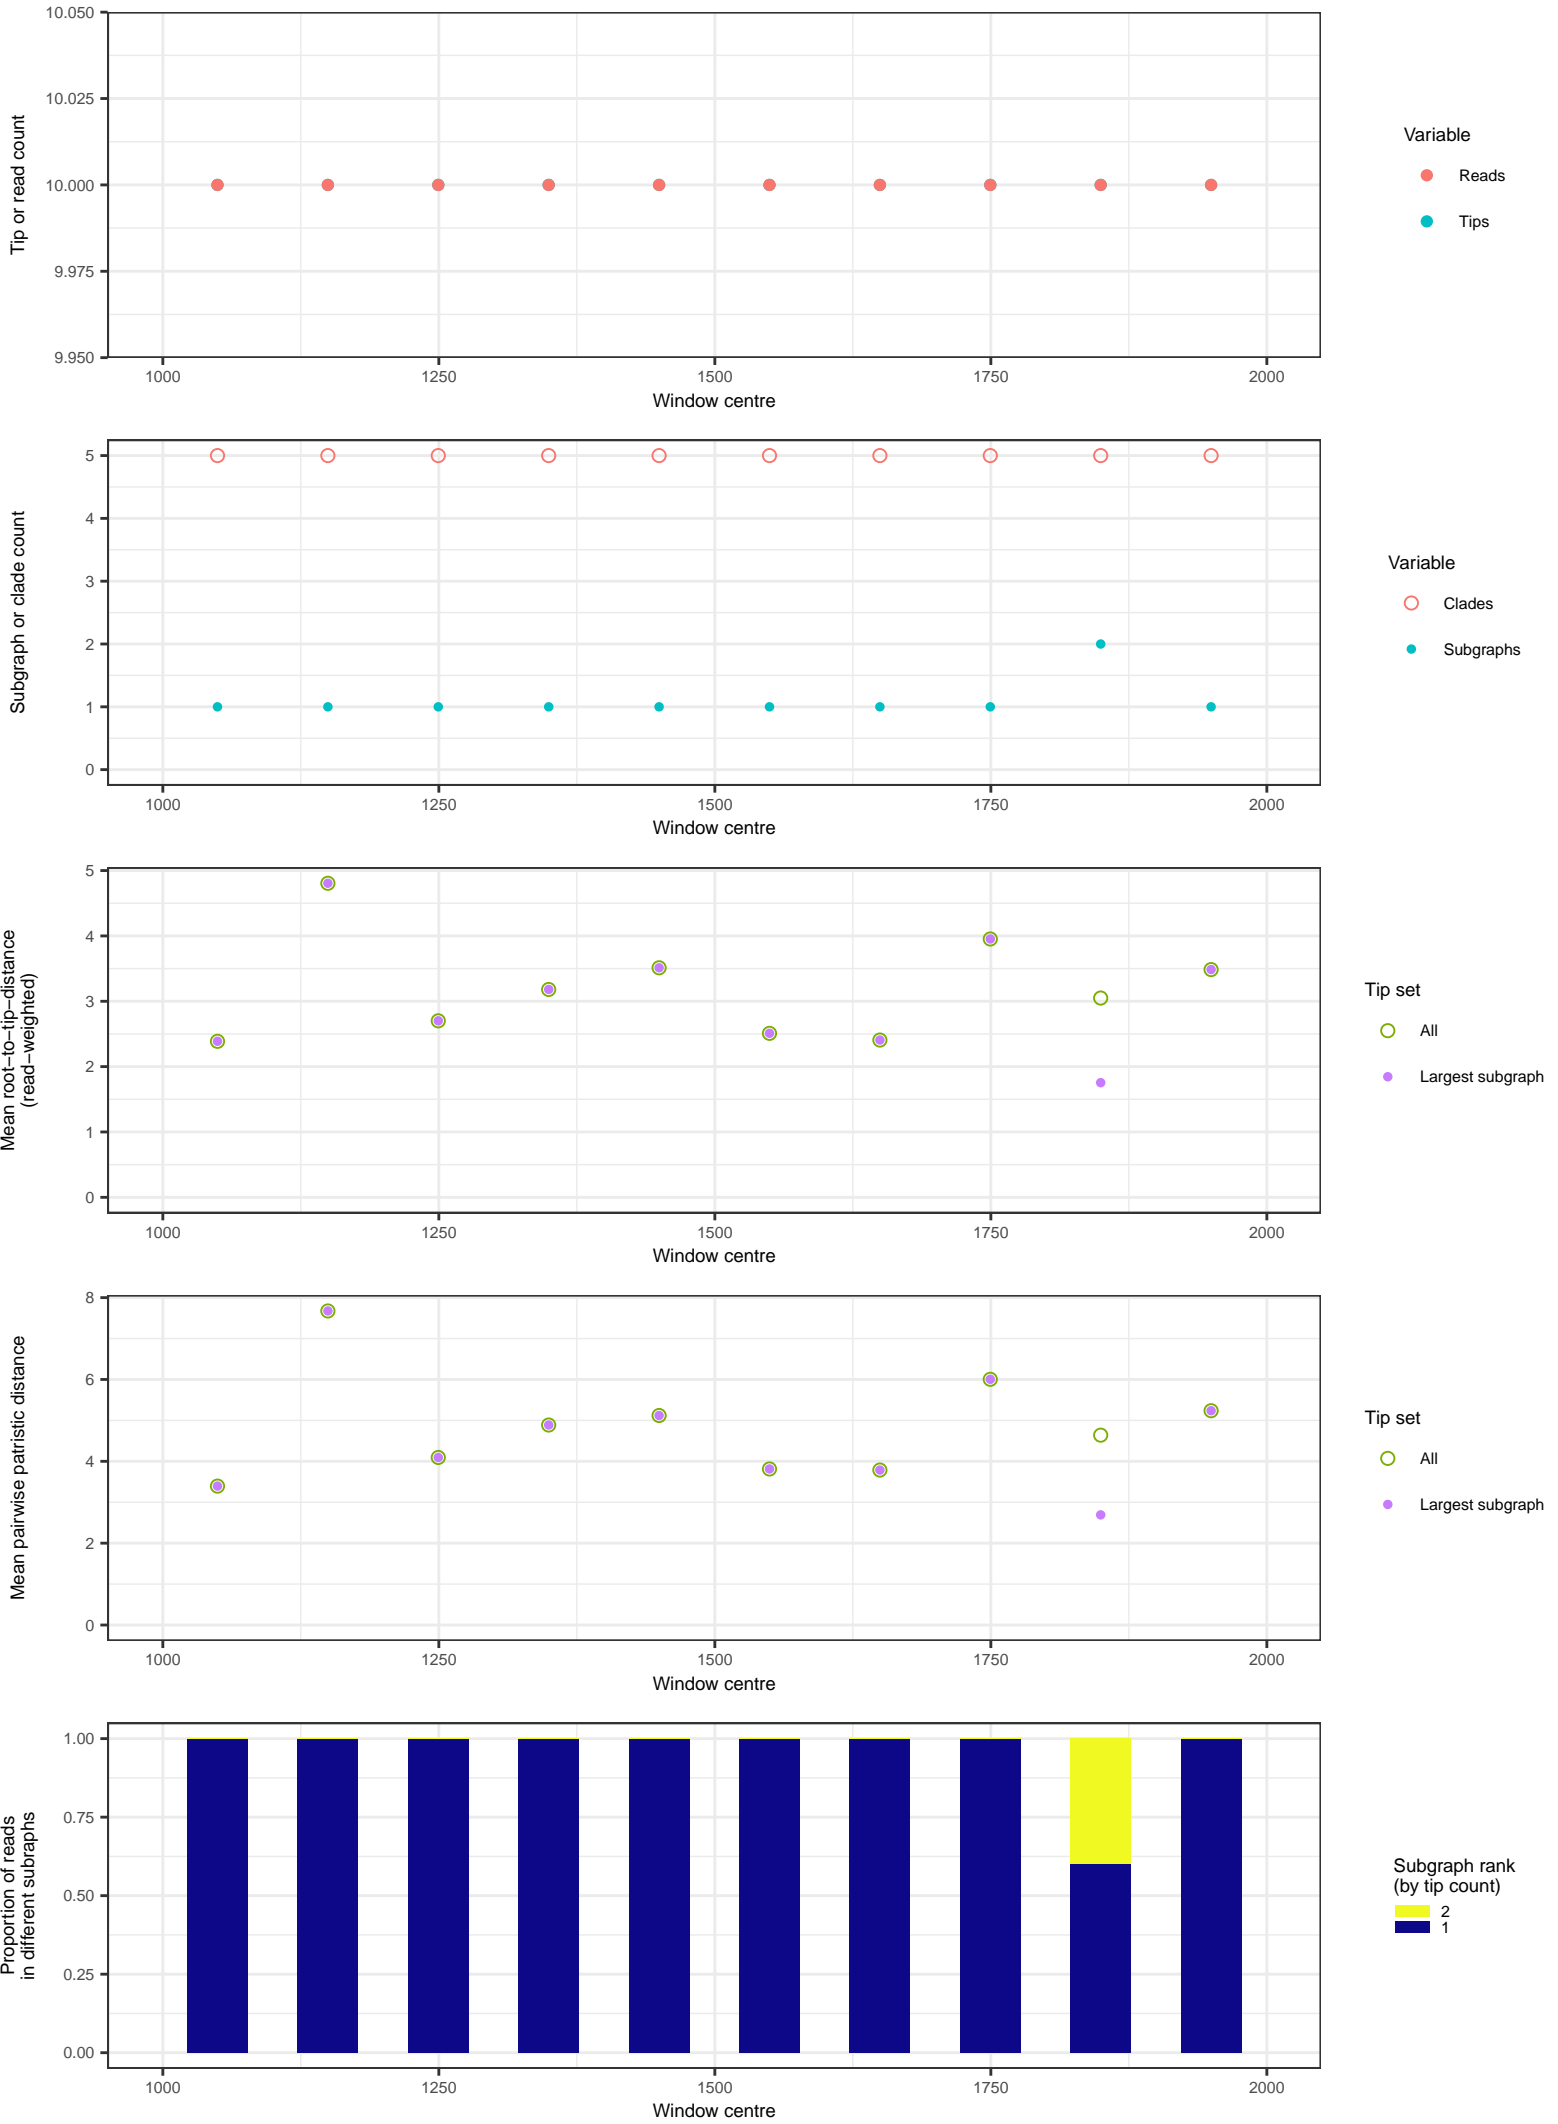 10.050
10.025
10.000
9.975
9.950
Tip or read count
1000 1250 1500 1750 2000
Window centre
Variable
Reads
Tips
5
4
3
2
1
0
Subgraph or clade count
1000 1250 1500 1750 2000
Window centre
Variable
Clades
Subgraphs
5
4
3
2
1
0
Mean root−to−tip−distance
(read−weighted)
1000 1250 1500 1750 2000
Window centre
Tip set
All
Largest subgraph
8
6
4
2
0
Mean pairwise patristic distance
1000 1250 1500 1750 2000
Window centre
Tip set
All
Largest subgraph
1.00
0.75
0.50
0.25
0.00
Proportion of reads
in different subraphs
1000 1250 1500 1750 2000
Window centre
Subgraph rank
(by tip count)
2
1